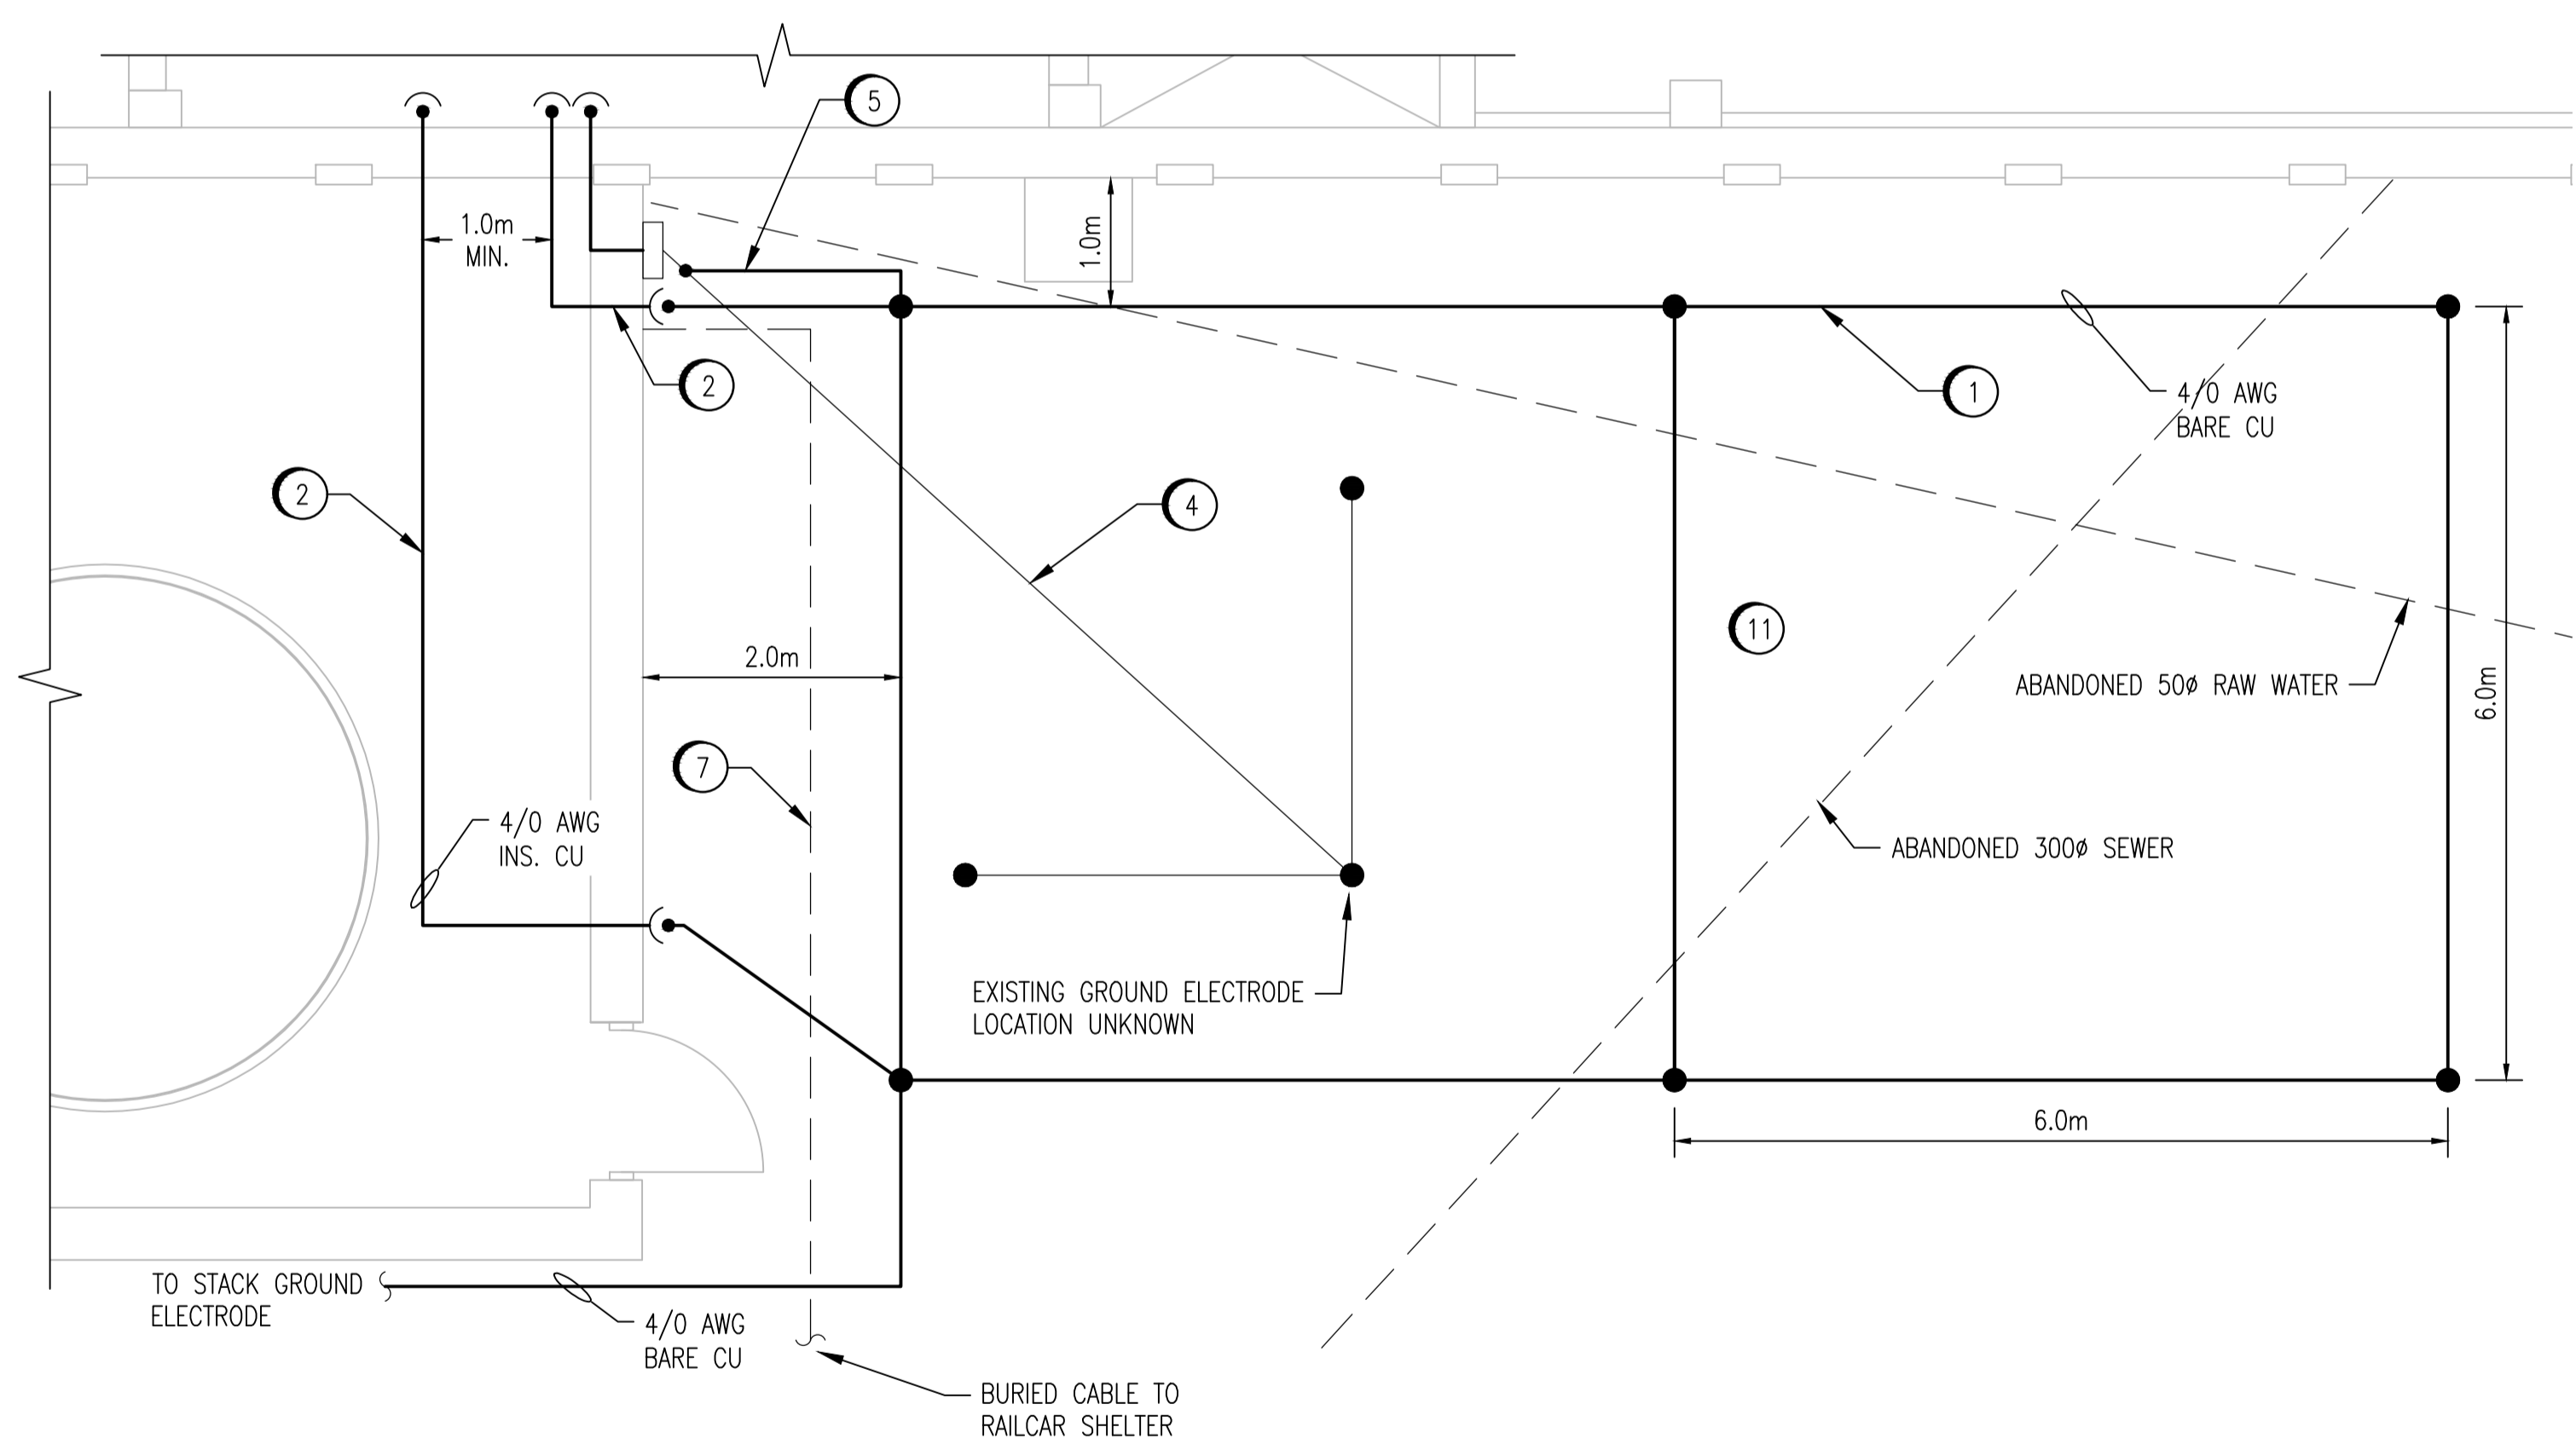 5
1.0m
MIN.
1.0m
2
1
4/0 AWG
BARE CU
2
4
11
2.0m
ABANDONED 50ø RAW WATER
6.0m
7
4/0 AWG
INS. CU
ABANDONED 300ø SEWER
EXISTING GROUND ELECTRODE
LOCATION UNKNOWN
6.0m
TO STACK GROUND
ELECTRODE
4/0 AWG
BARE CU
BURIED CABLE TO
RAILCAR SHELTER